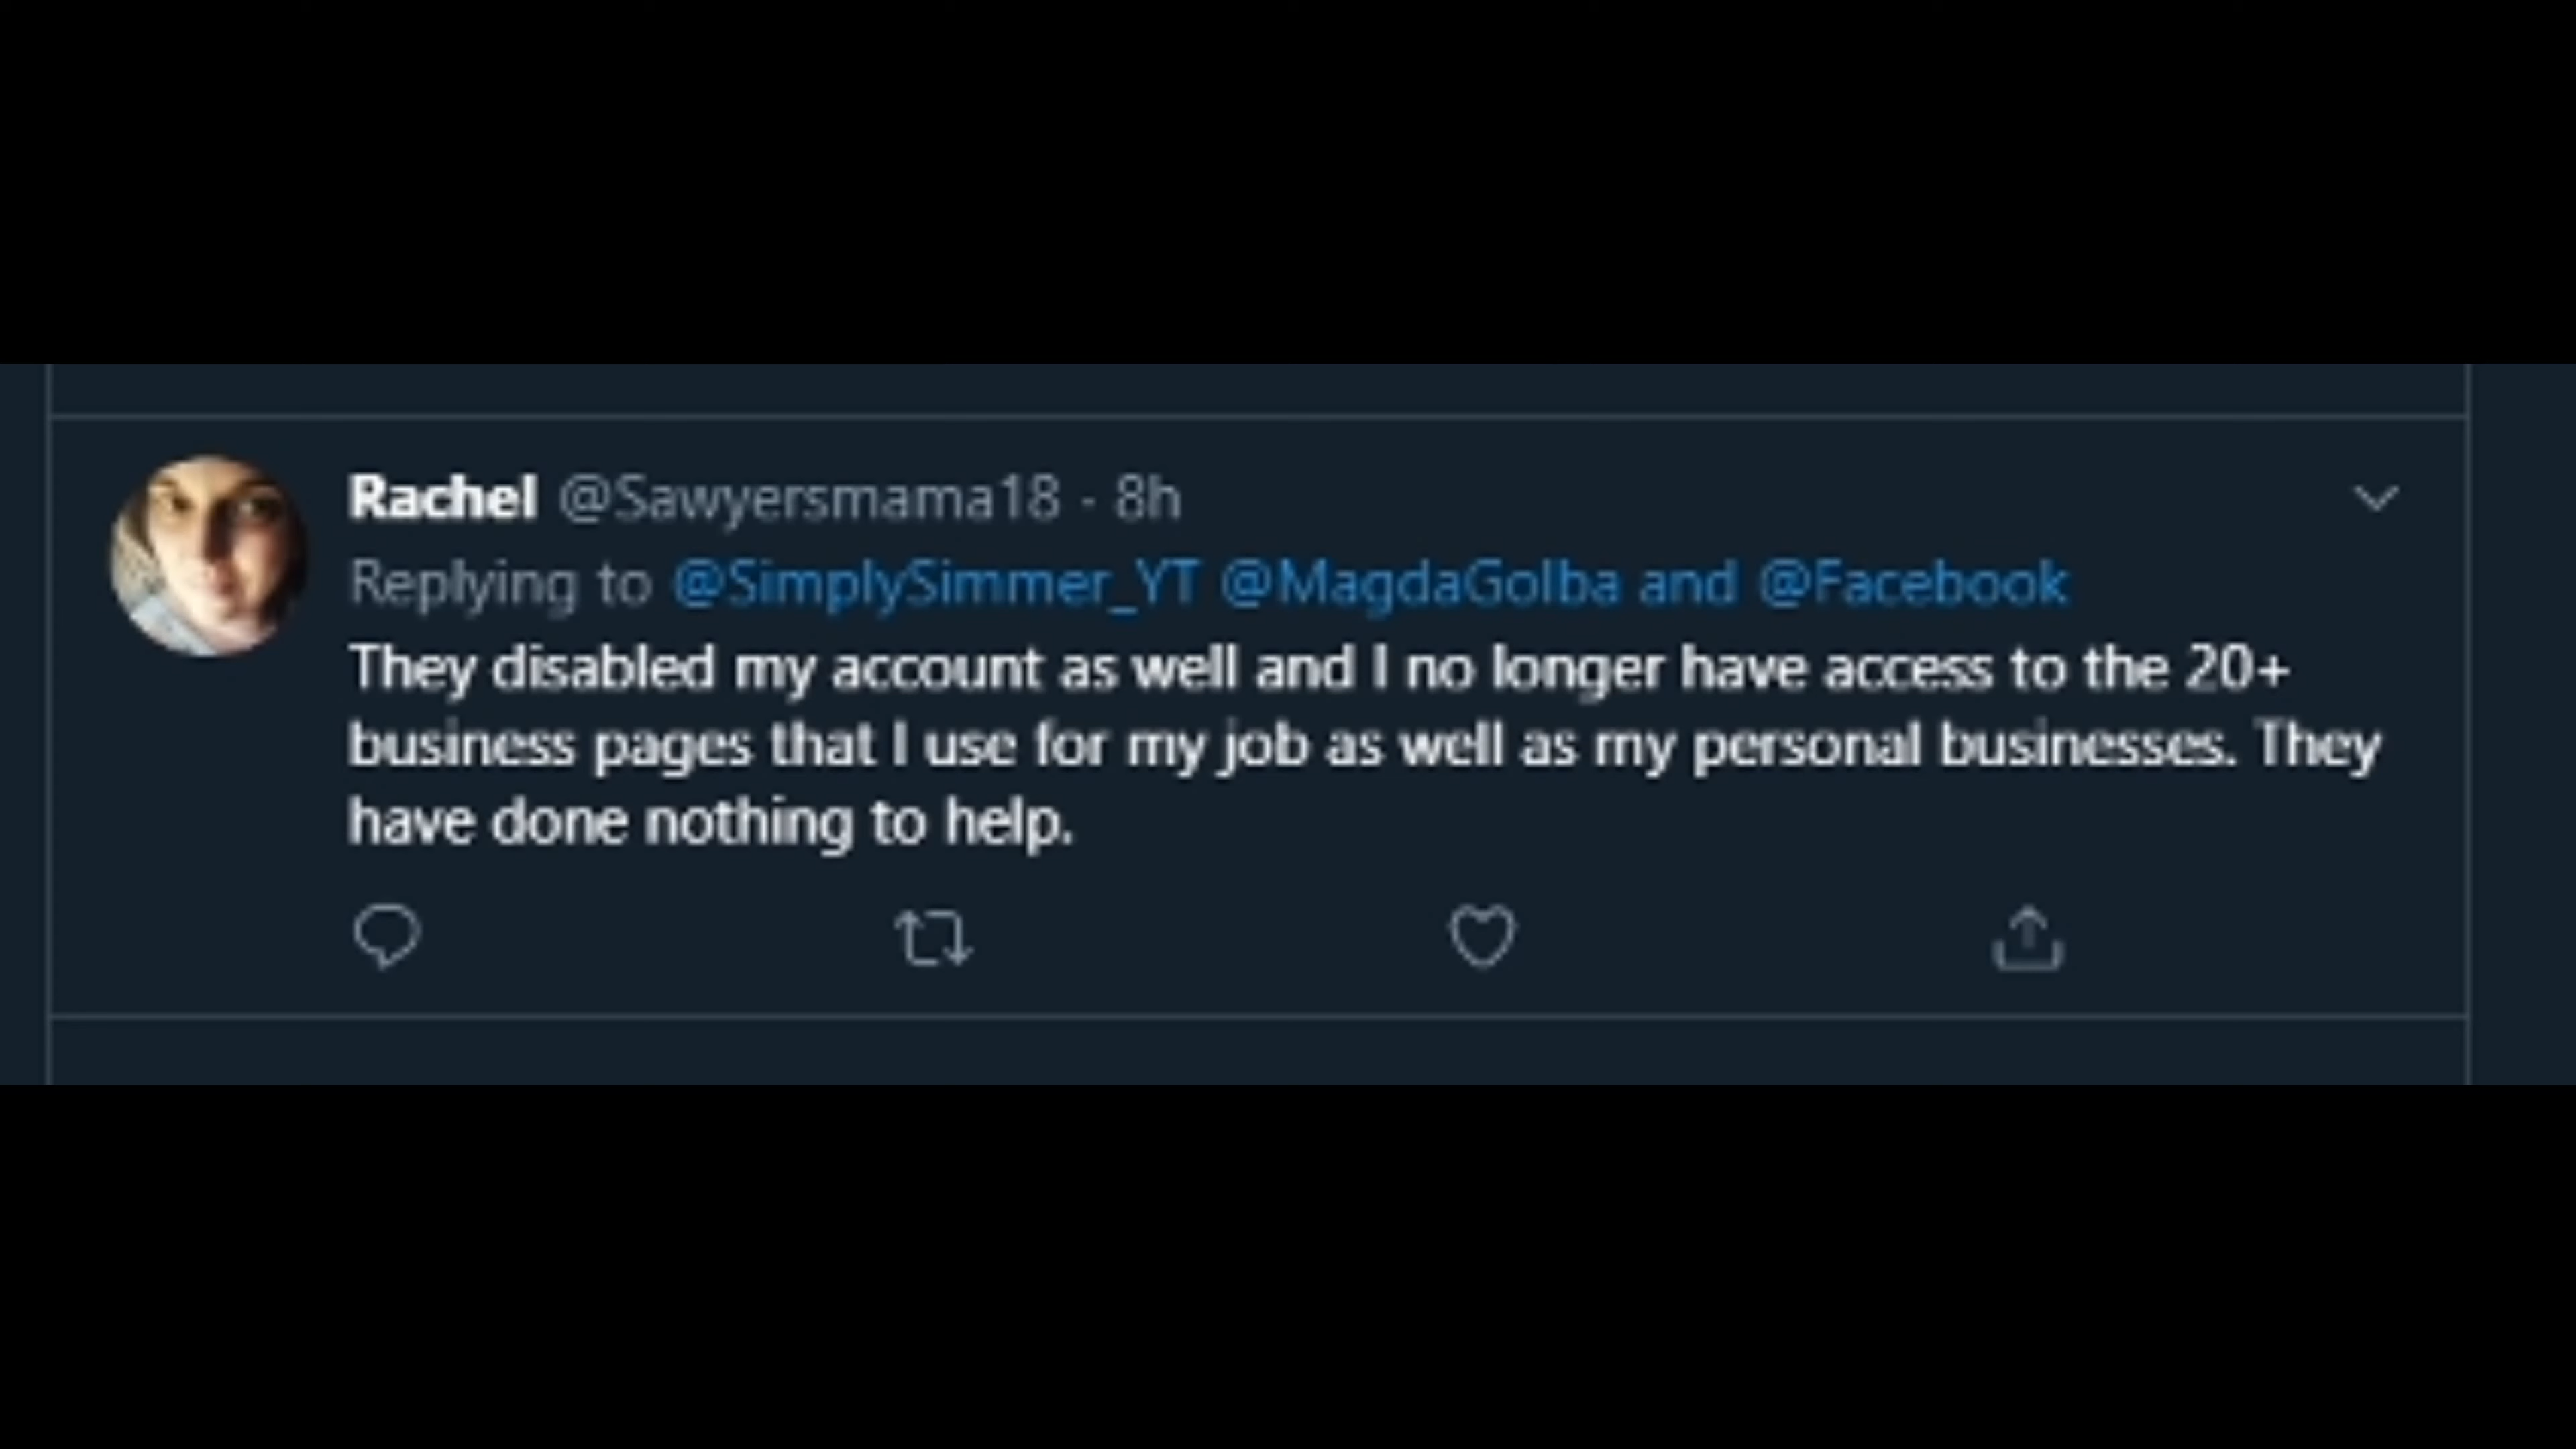 Rachel @Sawyersmama18 · 8h
Replying to @SimplySimmer_YT @MagdaGolba and @Facebook
They disabled my account as well and I no longer have access to the 20+
business pages that I use for my job as well as my personal businesses. They
have done nothing to help.